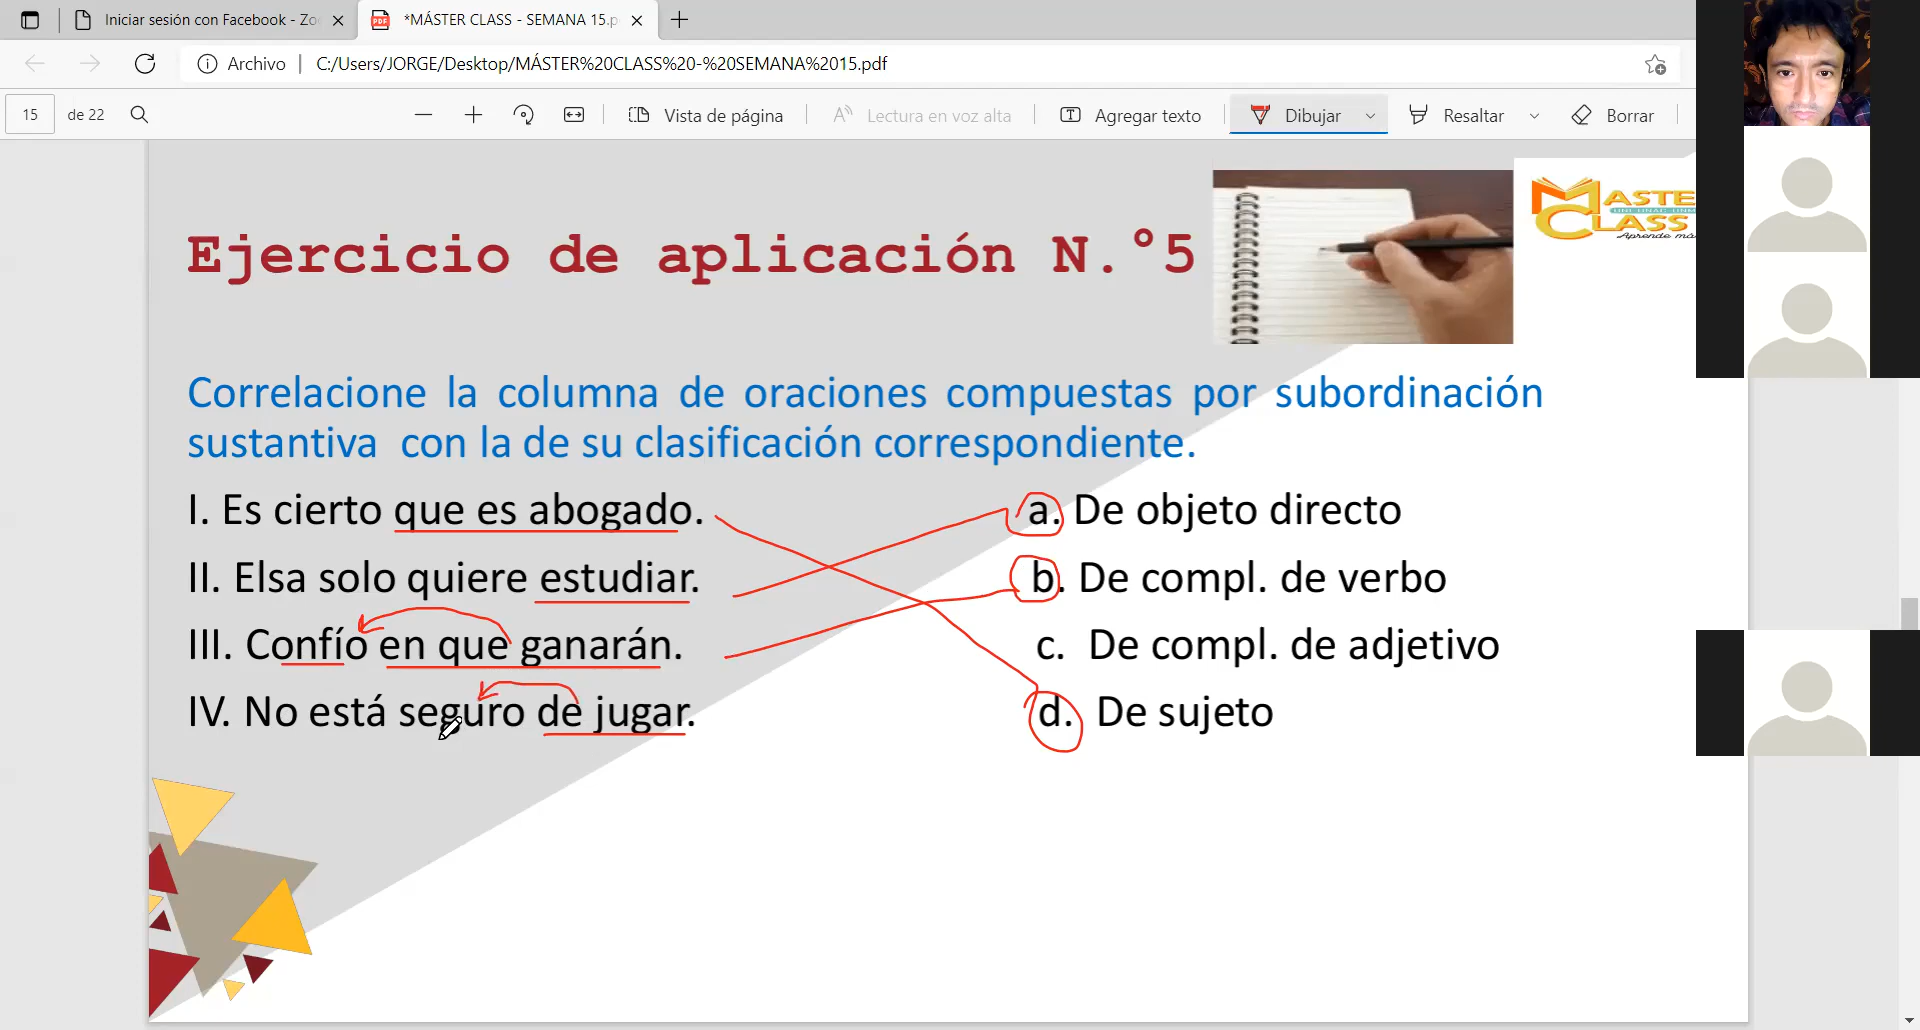 Iniciar sesión con Facebook - Zo
*MÁSTER CLASS - SEMANA 15.p
Archivo | C:/Users/JORGE/Desktop/MÁSTER%20CLASS%20-%20SEMANA%2015.pdf
15 de 22
Vista de página
Lectura en voz alta
Agregar texto
Dibujar
Resaltar
Borrar
MASTE
CLASS
Aprende má
Ejercicio de aplicación N.°5
Correlacione la columna de oraciones compuestas por subordinación
sustantiva con la de su clasificación correspondiente.
I. Es cierto que es abogado.
a. De objeto directo
II. Elsa solo quiere estudiar.
b. De compl. de verbo
III. Confío en que ganarán.
c. De compl. de adjetivo
IV. No está seguro de jugar.
d. De sujeto